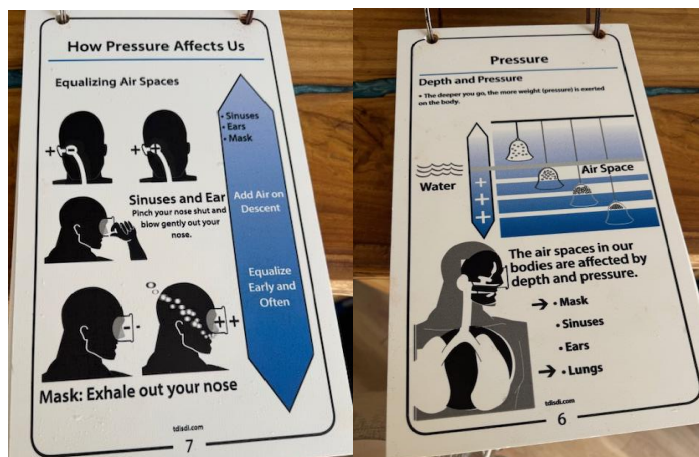 How Pressure Affects Us
Equalizing Air Spaces
• Sinuses
• Ears
• Mask
+
+
Sinuses and Ear
Pinch your nose shut and
blow gently out your
nose.
Add Air on
Descent
Equalize
Early and
Often
- -
++
Mask: Exhale out your nose
tdisdi.com
7
Pressure
Depth and Pressure
• The deeper you go, the more weight (pressure) is exerted
on the body.
Air Space
Water
+
+
+
The air spaces in our
bodies are affected by
depth and pressure.
→ • Mask
• Sinuses
• Ears
→ • Lungs
tdisdi.com
6